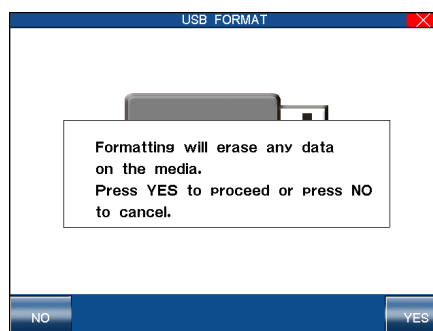 USB FORMAT
Formatting will erase any data
on the media.
Press YES to proceed or press NO
to cancel.
NO
YES